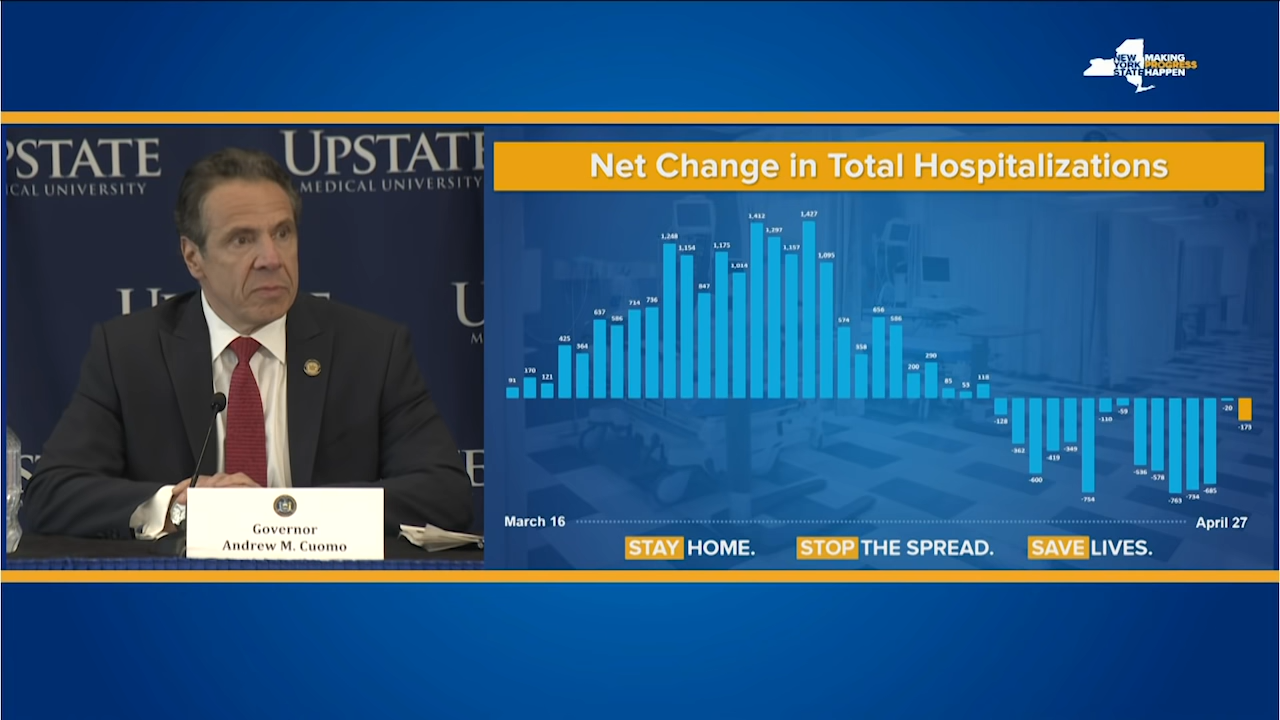 NEW
YORK
STATE
MAKING
PROGRESS
HAPPEN
PSTATE
UPSTATE
ICAL UNIVERSITY
MEDICAL UNIVERSITY
Governor
Andrew M. Cuomo
Net Change in Total Hospitalizations
91 170 121 425 364 637 586 714 736 1,248 1,154 847 1,175 1,014 1,412 1,297 1,157 1,427 1,095 574 358 656 586 200 290 85 53 118
-128 -362 -600 -419 -349 -754 -110 -59 -536 -578 -763 -734 -685 -20 -173
March 16 April 27
STAY HOME. STOP THE SPREAD. SAVE LIVES.